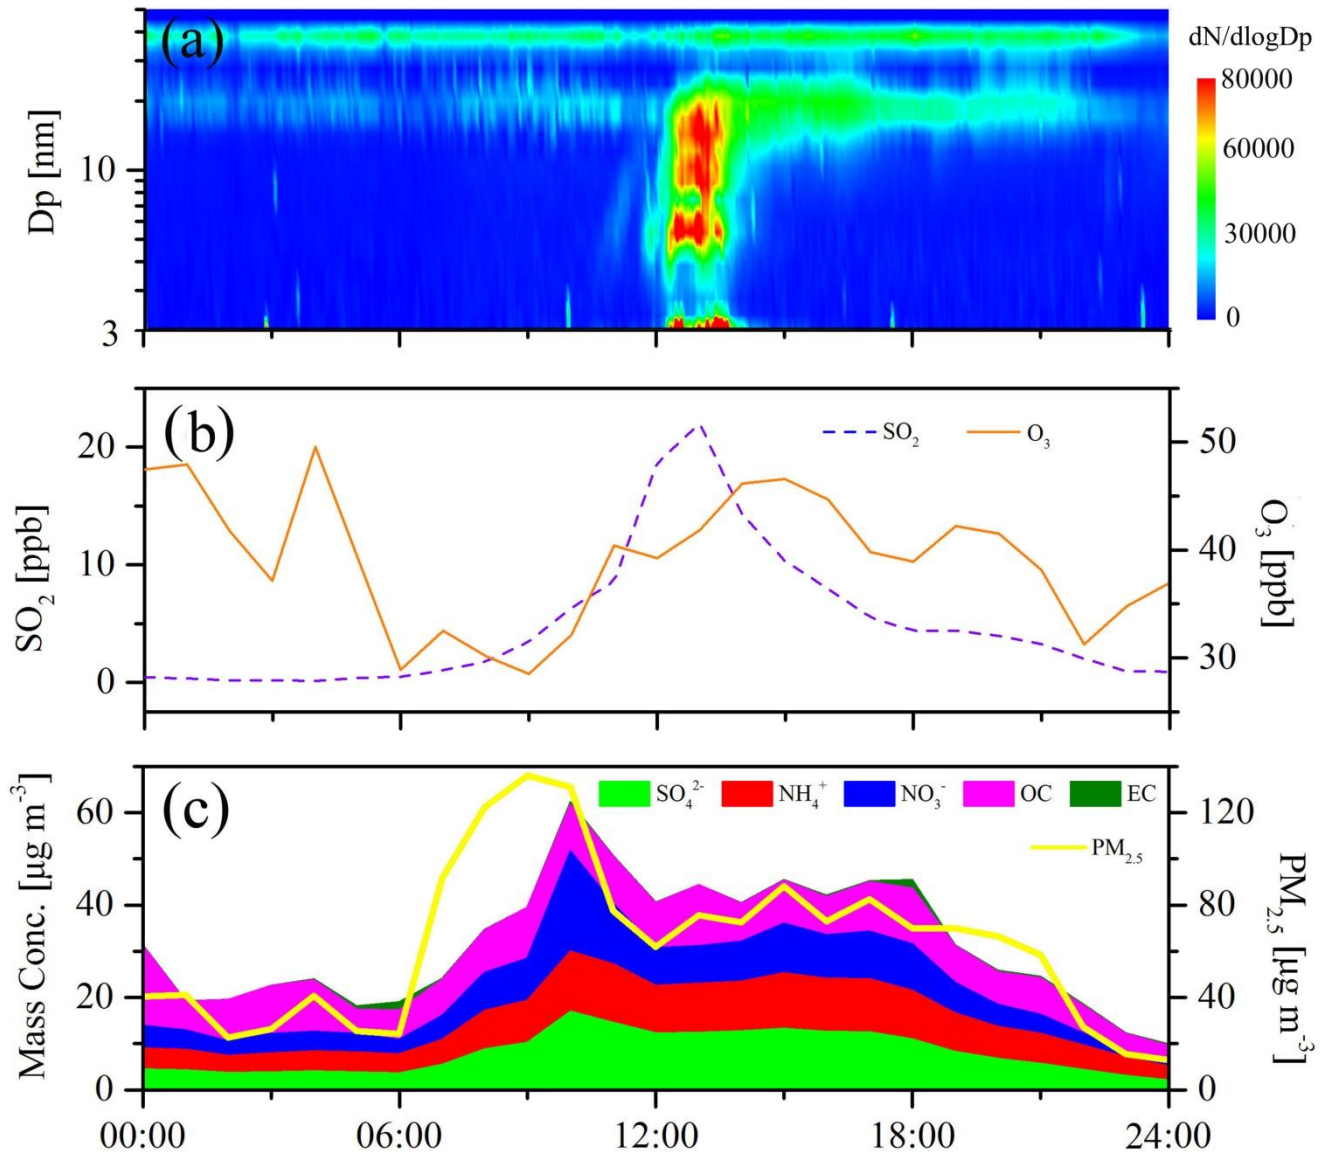 (a)
dN/dlogDp
80000
60000
30000
0
Dp [nm]
10
3
(b)
SO₂
O₃
SO₂ [ppb]
20
10
0
O₃ [ppb]
50
40
30
(c)
SO₄²⁻
NH₄⁺
NO₃⁻
OC
EC
PM₂.₅
Mass Conc. [µg m⁻³]
60
40
20
0
PM₂.₅ [µg m⁻³]
120
80
40
0
00:00
06:00
12:00
18:00
24:00